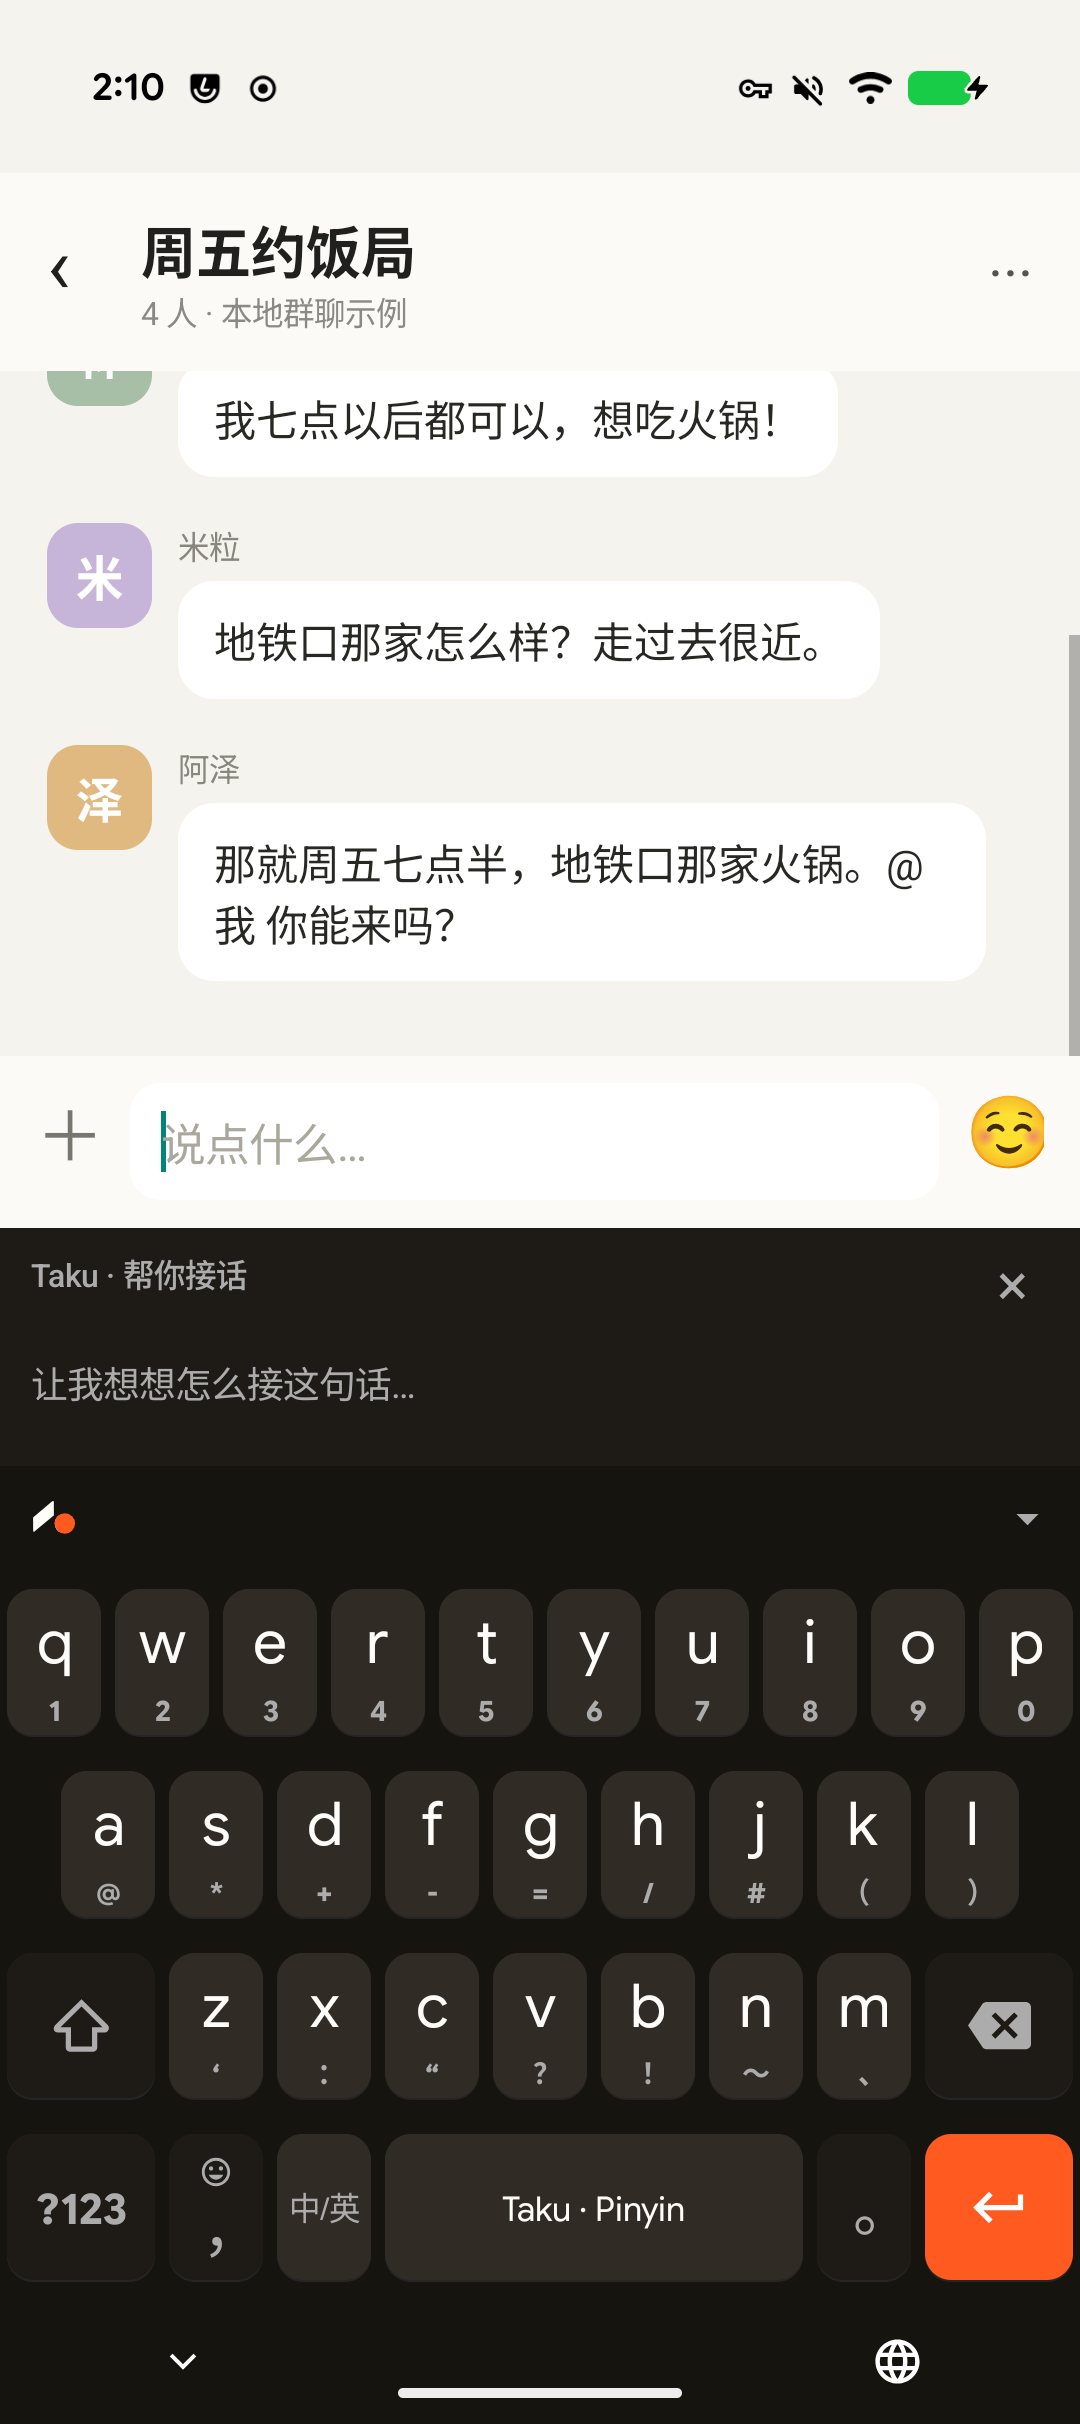 2:10
周五约饭局
4 人 · 本地群聊示例
...
我七点以后都可以，想吃火锅！
米
米粒
地铁口那家怎么样？走过去很近。
泽
阿泽
那就周五七点半，地铁口那家火锅。@
我 你能来吗？
说点什么...
Taku · 帮你接话
让我想想怎么接这句话...
q w e r t y u i o p
1 2 3 4 5 6 7 8 9 0
a s d f g h j k l
@ * + - = / # ( )
z x c v b n m
‘ : “ ? ! ～ 、
?123 ， 中/英 Taku · Pinyin 。